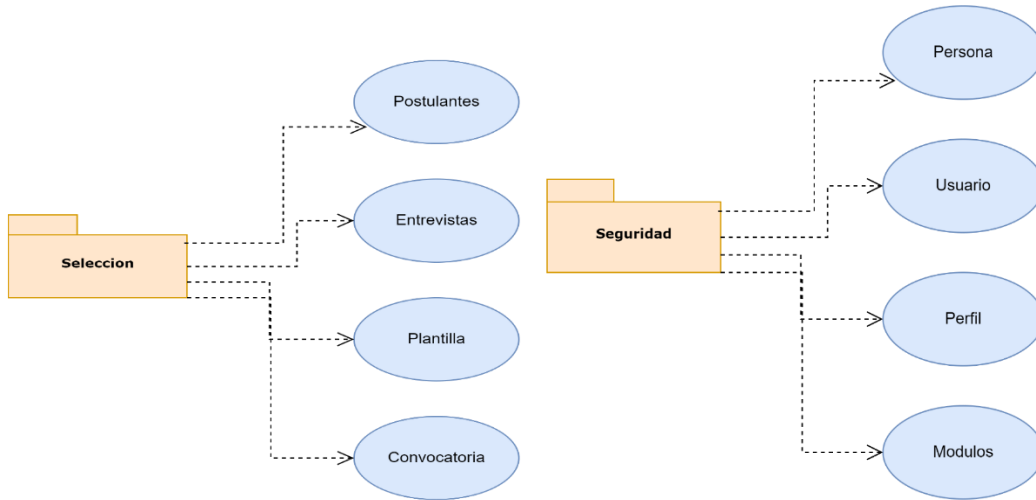 Postulantes
Entrevistas
Seleccion
Plantilla
Convocatoria
Persona
Usuario
Seguridad
Perfil
Modulos